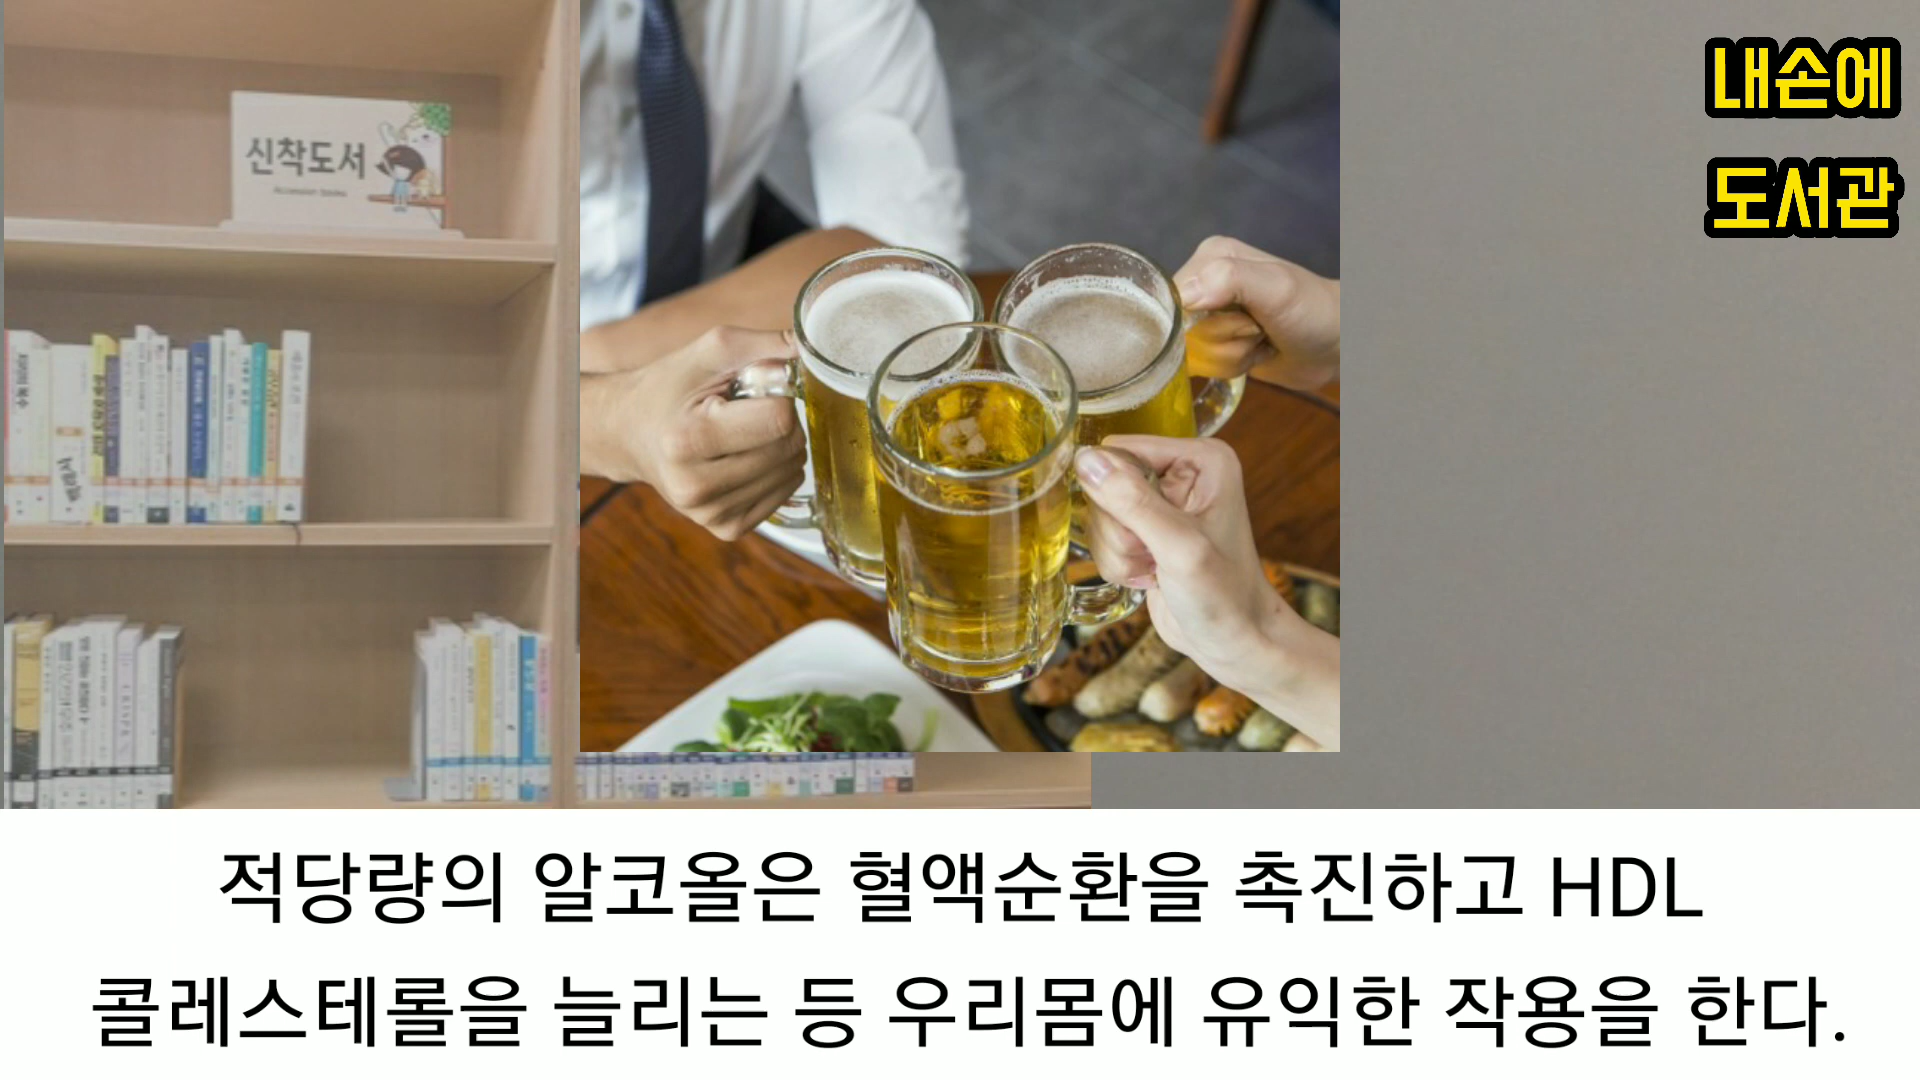 내손에
도서관
신착도서
적당량의 알코올은 혈액순환을 촉진하고 HDL
콜레스테롤을 늘리는 등 우리몸에 유익한 작용을 한다.